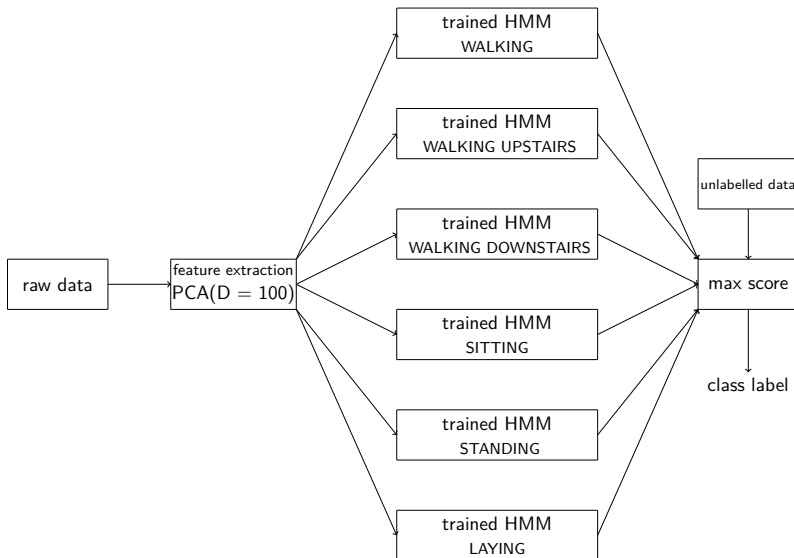 trained HMM
WALKING
trained HMM
WALKING UPSTAIRS
unlabelled data
trained HMM
WALKING DOWNSTAIRS
raw data
feature extraction
PCA(D = 100)
max score
trained HMM
SITTING
class label
trained HMM
STANDING
trained HMM
LAYING